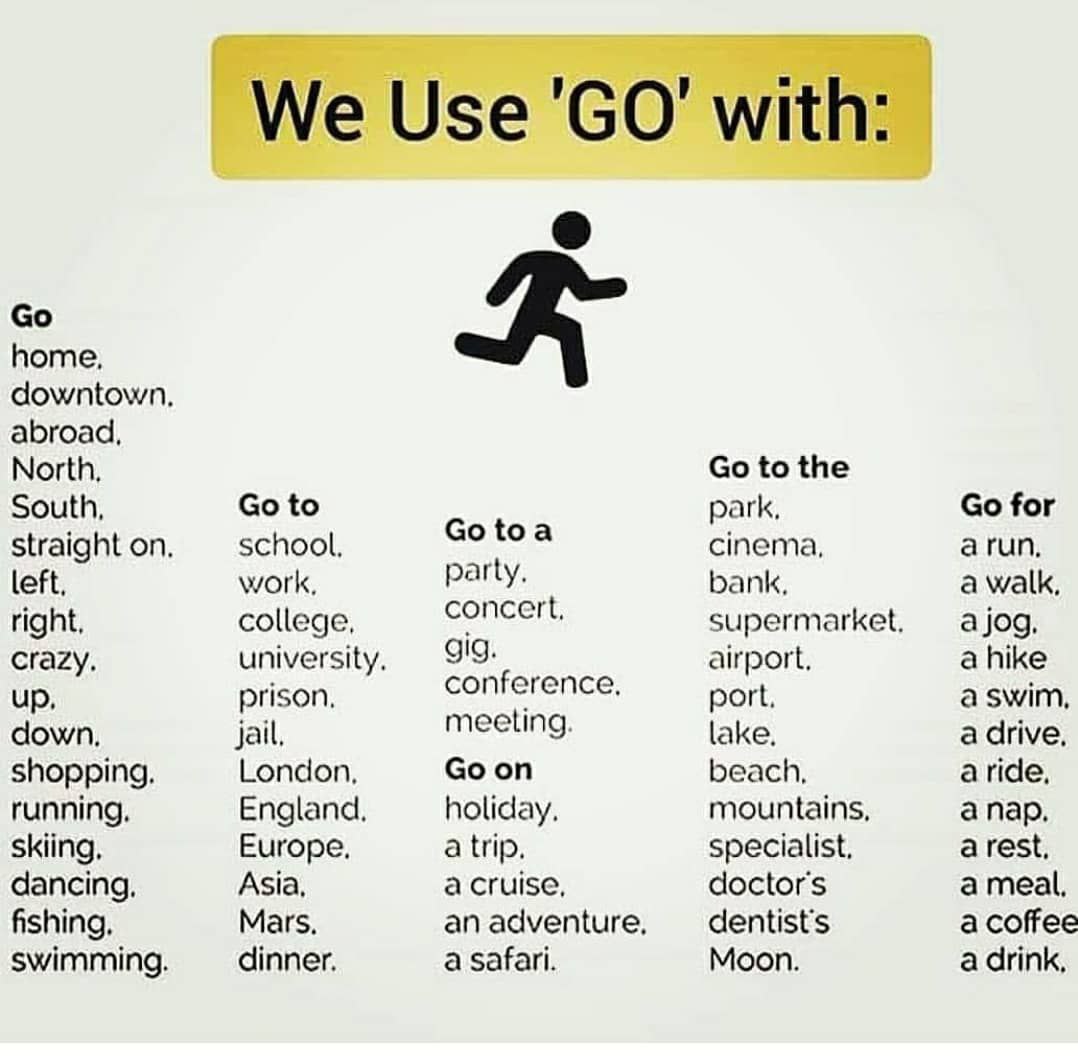 We Use 'GO' with:
Go
home,
downtown,
abroad,
North,
South,
straight on,
left,
right,
crazy,
up,
down,
shopping,
running,
skiing,
dancing,
fishing,
swimming.
Go to
school,
work,
college,
university,
prison,
jail,
London,
England,
Europe,
Asia,
Mars,
dinner.
Go to a
party,
concert,
gig,
conference,
meeting.
Go on
holiday,
a trip,
a cruise,
an adventure,
a safari.
Go to the
park,
cinema,
bank,
supermarket,
airport,
port,
lake,
beach,
mountains,
specialist,
doctor's
dentist's
Moon.
Go for
a run,
a walk,
a jog,
a hike
a swim,
a drive,
a ride,
a nap,
a rest,
a meal,
a coffee
a drink,